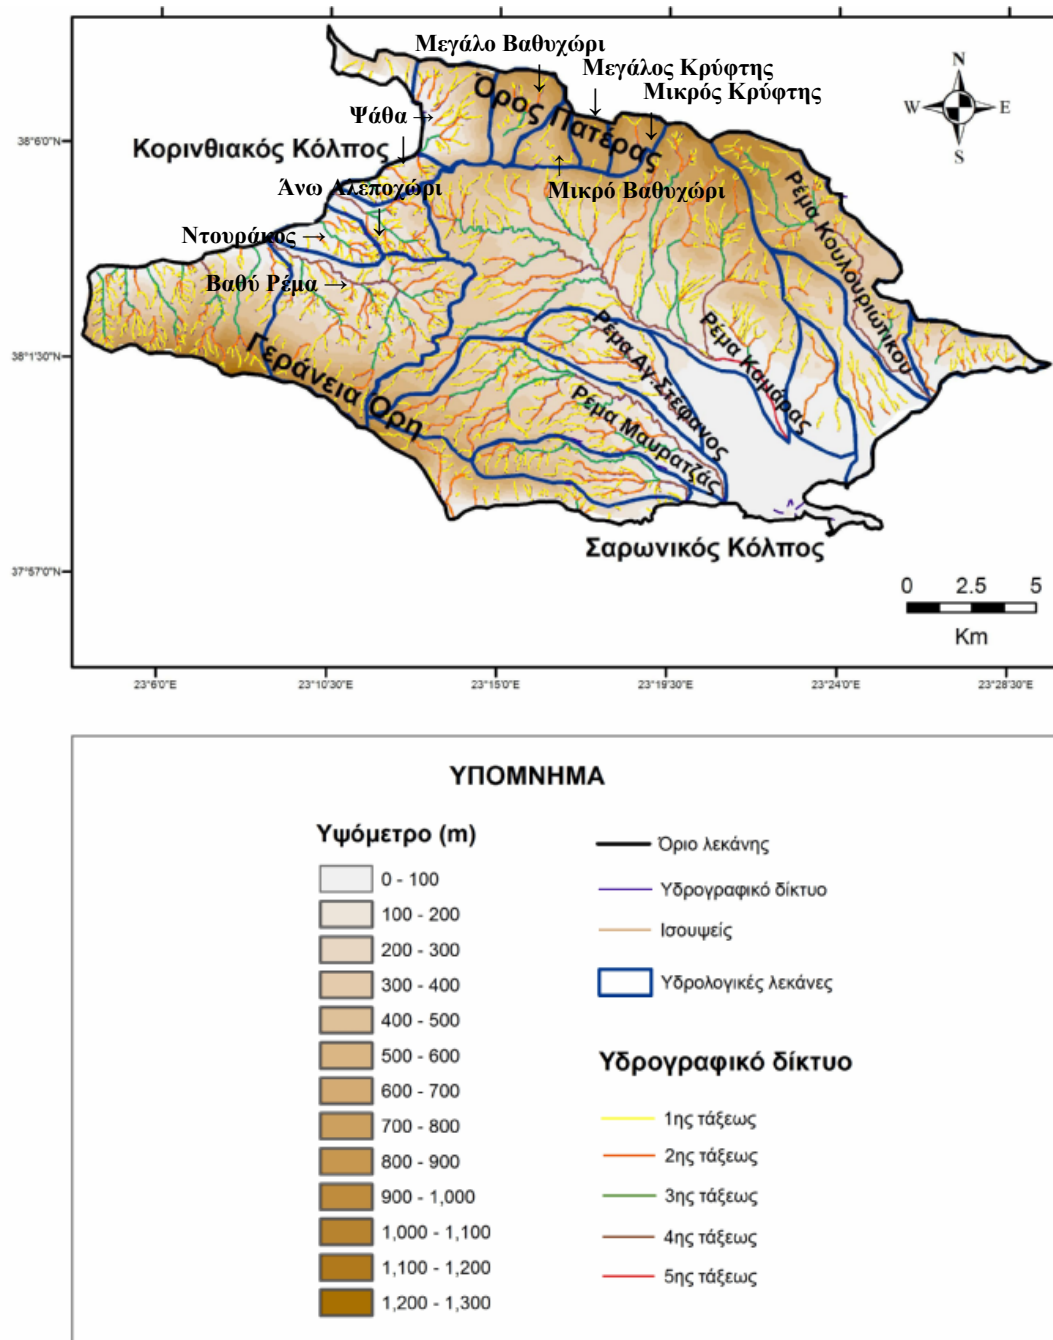 Μεγάλο Βαθυχώρι
Μεγάλος Κρύφτης
Μικρός Κρύφτης
Όρος Πατέρας
Ψάθα →
Κορινθιακός Κόλπος
Μικρό Βαθυχώρι
Άνω Αλεποχώρι
Ντουράκος →
Βαθύ Ρέμα →
Ρέμα Κουλουριωτικου
Γεράνεια Όρη
Ρέμα Αγ.Στεφανος
Ρέμα Καμάρας
Ρέμα Μαυρατζάς
Σαρωνικός Κόλπος
N
W E
S
38°6'0"N
38°1'30"N
37°57'0"N
0 2.5 5
Km
23°6'0"E 23°10'30"E 23°15'0"E 23°19'30"E 23°24'0"E 23°28'30"E
ΥΠΟΜΝΗΜΑ
Υψόμετρο (m)
0 - 100
100 - 200
200 - 300
300 - 400
400 - 500
500 - 600
600 - 700
700 - 800
800 - 900
900 - 1,000
1,000 - 1,100
1,100 - 1,200
1,200 - 1,300
Όριο λεκάνης
Υδρογραφικό δίκτυο
Ισουψείς
Υδρολογικές λεκάνες
Υδρογραφικό δίκτυο
1ης τάξεως
2ης τάξεως
3ης τάξεως
4ης τάξεως
5ης τάξεως